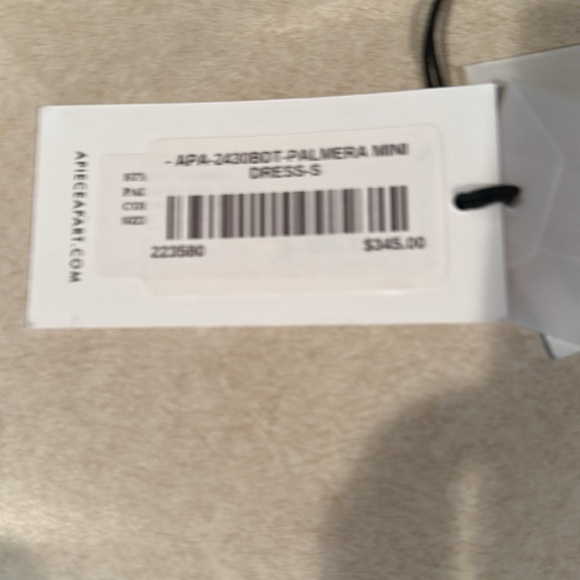 - APA-2430BDT-PALMERA MINI
DRESS-S
223580 $345.00
APIECEAPART.COM